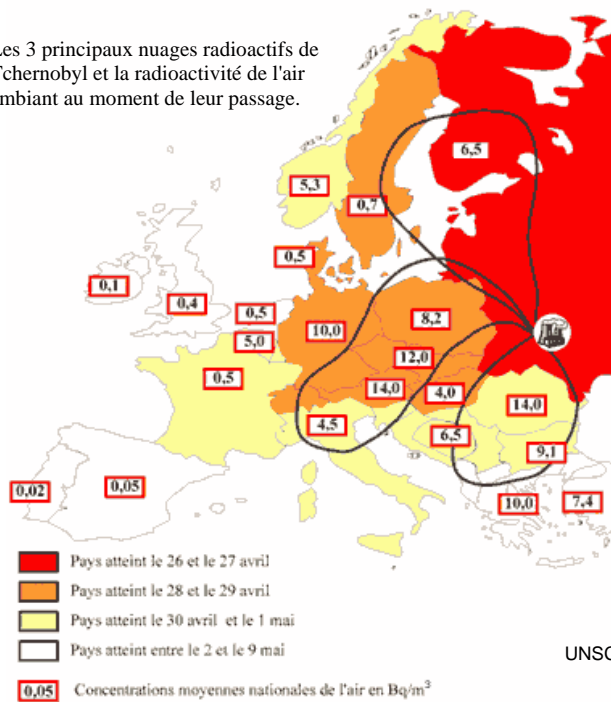 Les 3 principaux nuages radioactifs de
Tchernobyl et la radioactivité de l'air
ambiant au moment de leur passage.
6,5
5,3
0,7
0,5
0,1
0,4
0,5
5,0
10,0
8,2
12,0
0,5
14,0
4,0
14,0
4,5
6,5
9,1
0,02
0,05
10,0
7,4
Pays atteint le 26 et le 27 avril
Pays atteint le 28 et le 29 avril
Pays atteint le 30 avril et le 1 mai
Pays atteint entre le 2 et le 9 mai
UNSC
0,05 Concentrations moyennes nationales de l'air en Bq/m³